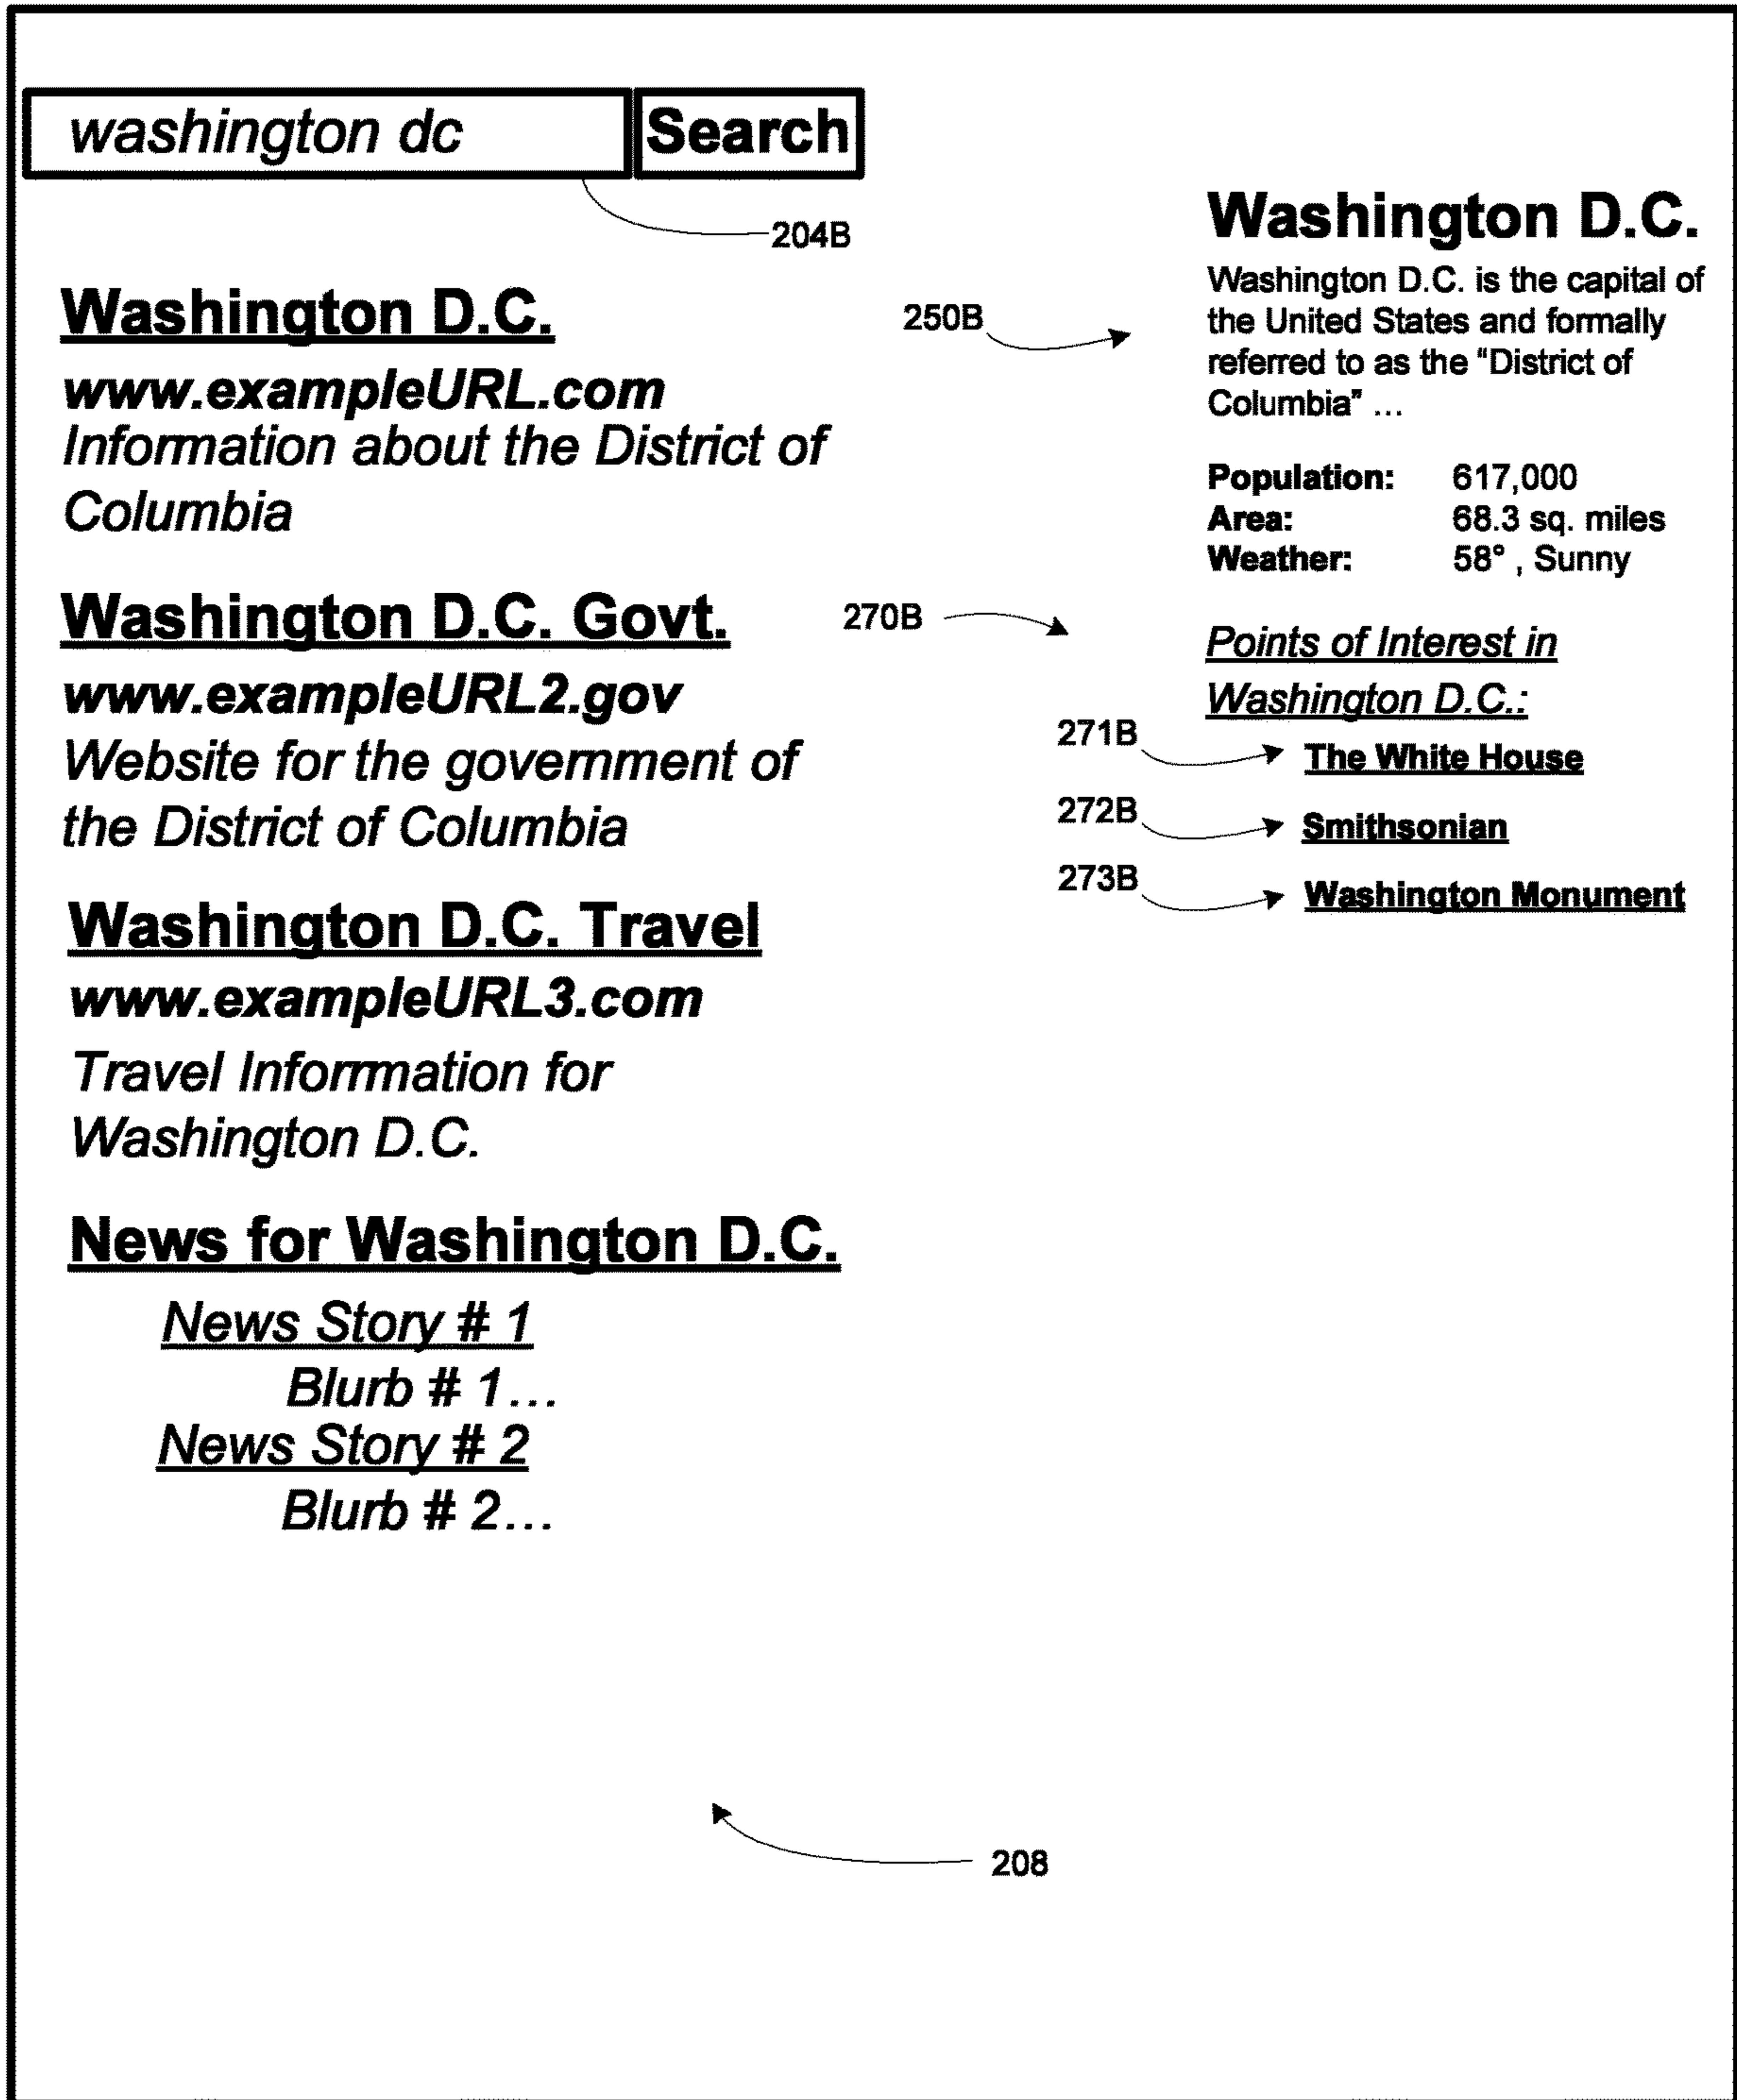 washington dc Search
204B
Washington D.C.
www.exampleURL.com
Information about the District of
Columbia
Washington D.C. Govt.
www.exampleURL2.gov
Website for the government of
the District of Columbia
Washington D.C. Travel
www.exampleURL3.com
Travel Information for
Washington D.C.
News for Washington D.C.
News Story # 1
Blurb # 1...
News Story # 2
Blurb # 2...
250B
Washington D.C.
Washington D.C. is the capital of
the United States and formally
referred to as the “District of
Columbia” ...
Population: 617,000
Area: 68.3 sq. miles
Weather: 58° , Sunny
270B
Points of Interest in
Washington D.C.:
271B The White House
272B Smithsonian
273B Washington Monument
208